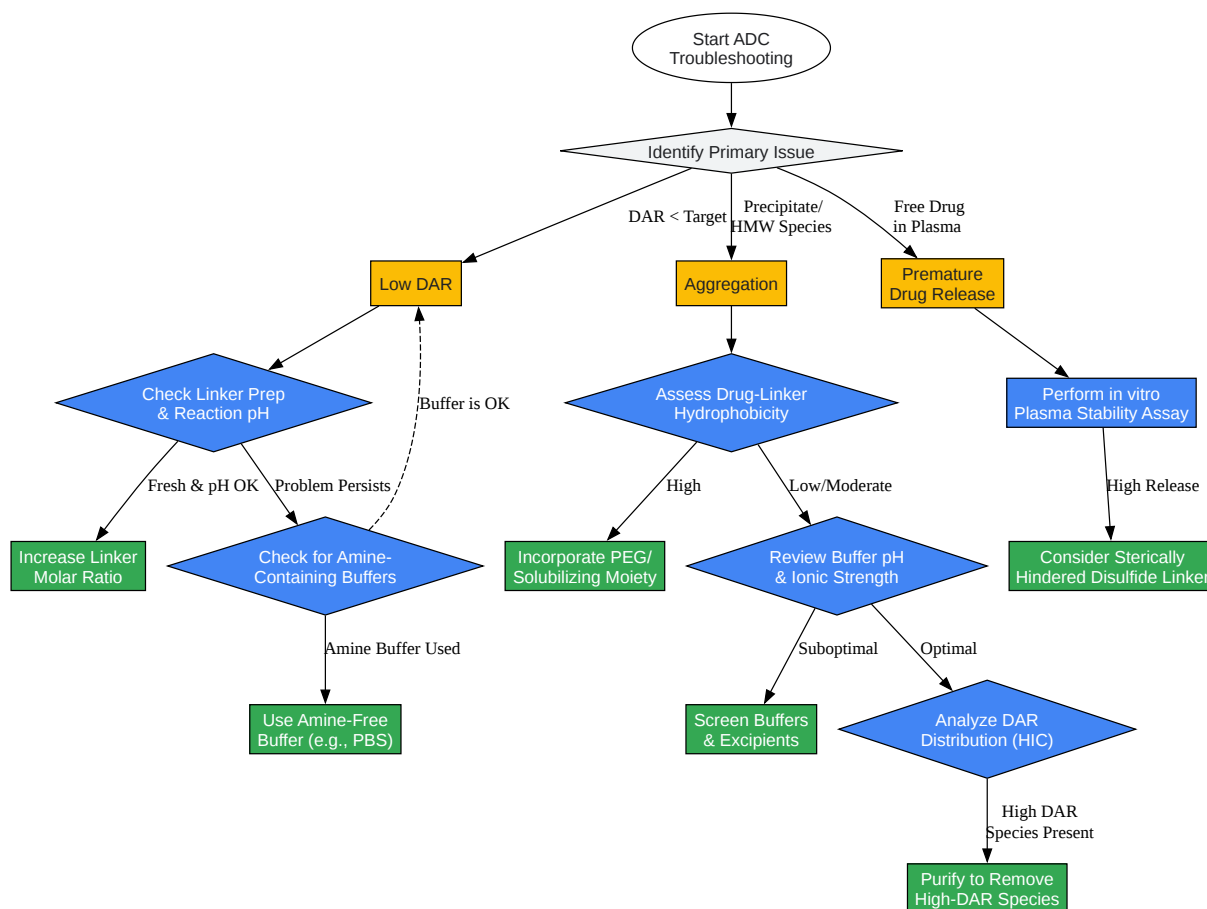 Start ADC
Troubleshooting
Identify Primary Issue
DAR < Target
Precipitate/
HMW Species
Free Drug
in Plasma
Low DAR
Aggregation
Premature
Drug Release
Check Linker Prep
& Reaction pH
Buffer is OK
Assess Drug-Linker
Hydrophobicity
Perform in vitro
Plasma Stability Assay
Fresh & pH OK
Problem Persists
High
Low/Moderate
High Release
Increase Linker
Molar Ratio
Check for Amine-
Containing Buffers
Incorporate PEG/
Solubilizing Moiety
Review Buffer pH
& Ionic Strength
Consider Sterically
Hindered Disulfide Linker
Amine Buffer Used
Suboptimal
Optimal
Use Amine-Free
Buffer (e.g., PBS)
Screen Buffers
& Excipients
Analyze DAR
Distribution (HIC)
High DAR
Species Present
Purify to Remove
High-DAR Species